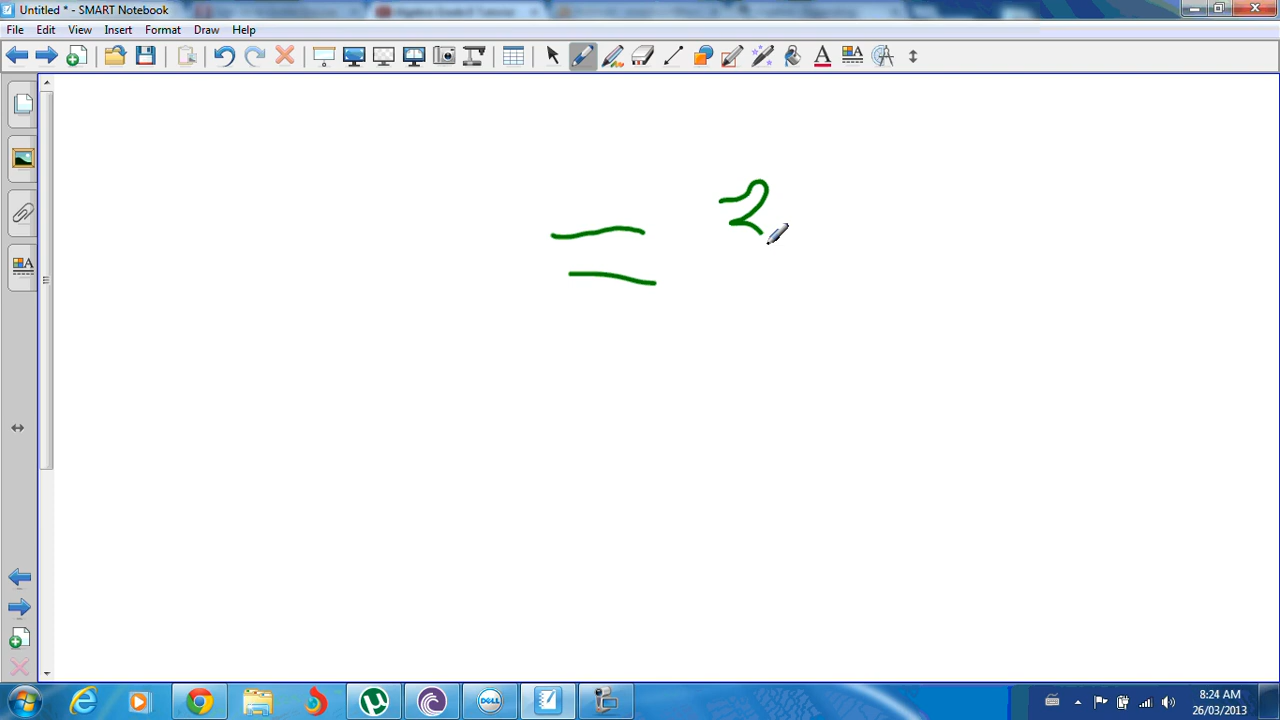 Untitled * - SMART Notebook
File Edit View Insert Format Draw Help
= 2
8:24 AM
26/03/2013